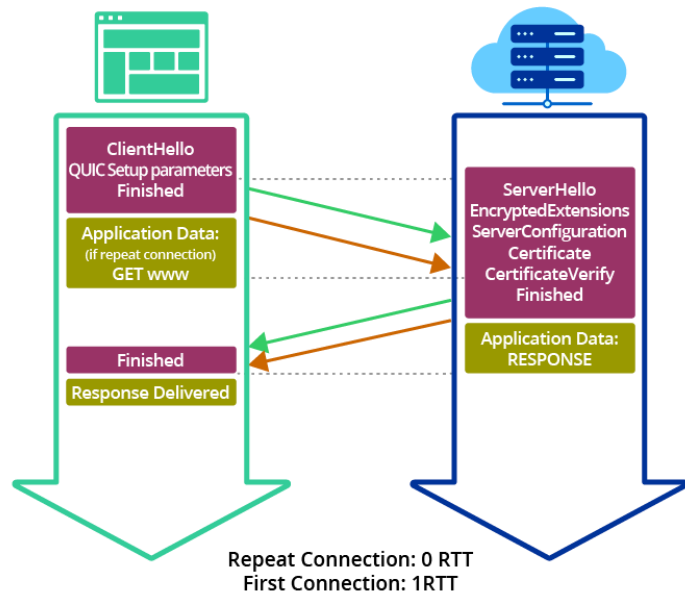 ClientHello
QUIC Setup parameters
Finished
Application Data:
(if repeat connection)
GET www
ServerHello
EncryptedExtensions
ServerConfiguration
Certificate
CertificateVerify
Finished
Application Data:
RESPONSE
Finished
Response Delivered
Repeat Connection: 0 RTT
First Connection: 1RTT